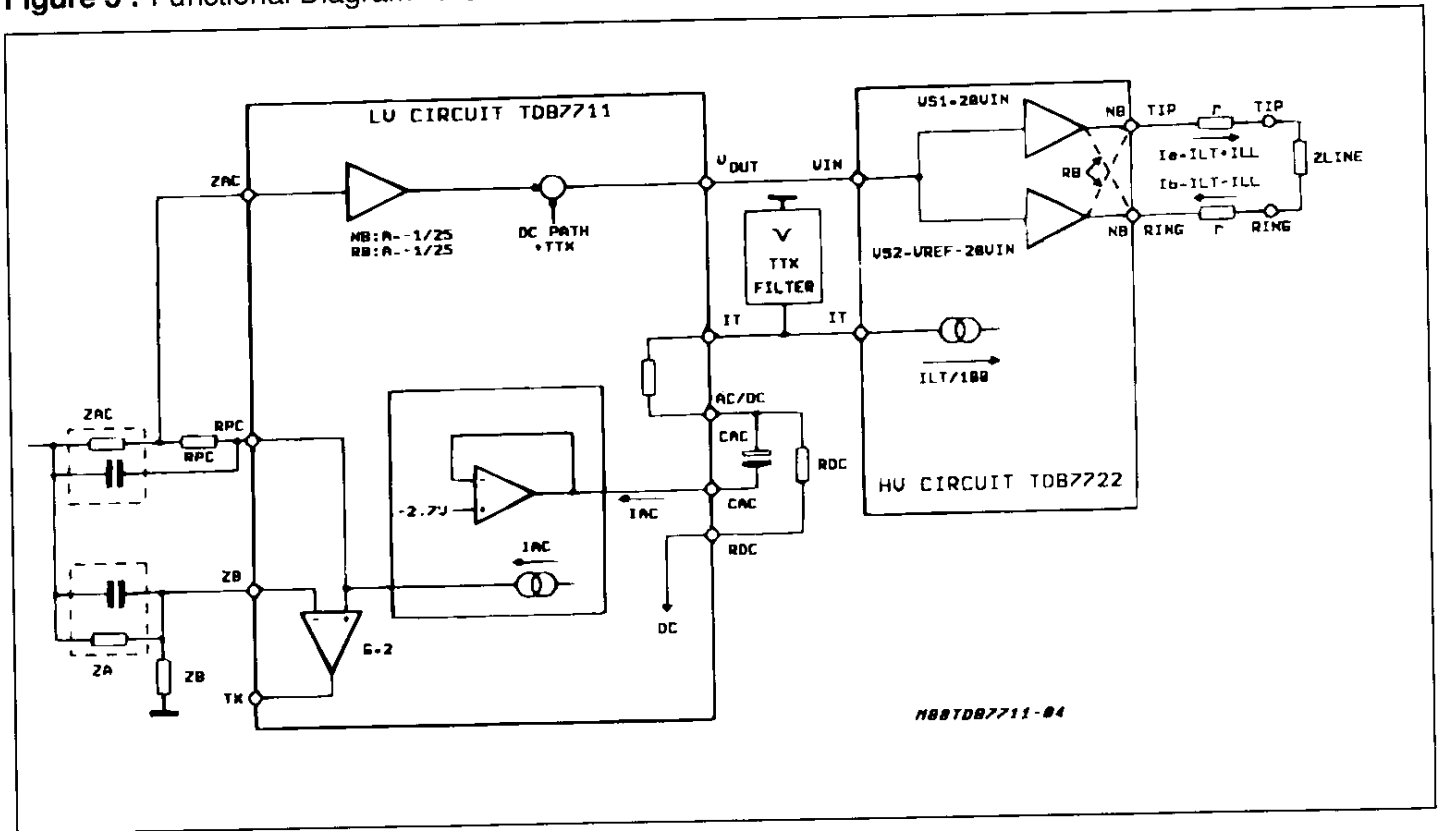 Figure 5 : Functional Diagram
LV CIRCUIT TDB7711
ZAC
NB:A--1/25
RB:A--1/25
DC PATH
+TTX
VOUT
VIN
VS1-20VIN
VS2-VREF-20VIN
NB
TIP
r
TIP
Ia-ILT+ILL
RB
Ib-ILT-ILL
ZLINE
NB
RING
r
RING
TTX
FILTER
IT
IT
ILT/100
AC/DC
CAC
RDC
CAC
RDC
DC
HV CIRCUIT TDB7722
ZAC
RPC
RPC
-2.7V
-
+
IAC
IAC
ZB
-
+
6.2
ZA
ZB
TX
M88TDB7711-04